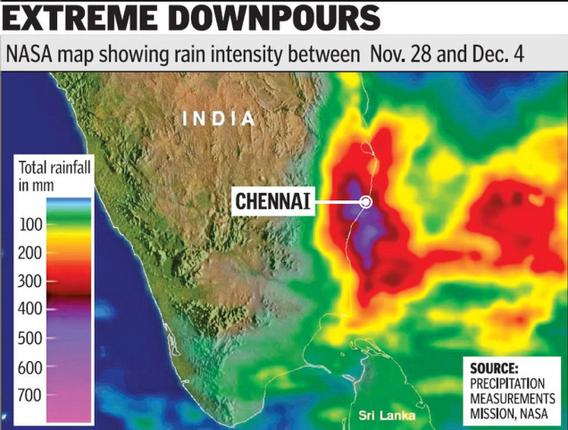 EXTREME DOWNPOURS
NASA map showing rain intensity between Nov. 28 and Dec. 4
INDIA
Total rainfall
in mm
100
200
300
400
500
600
700
CHENNAI
Sri Lanka
SOURCE:
PRECIPITATION
MEASUREMENTS
MISSION, NASA